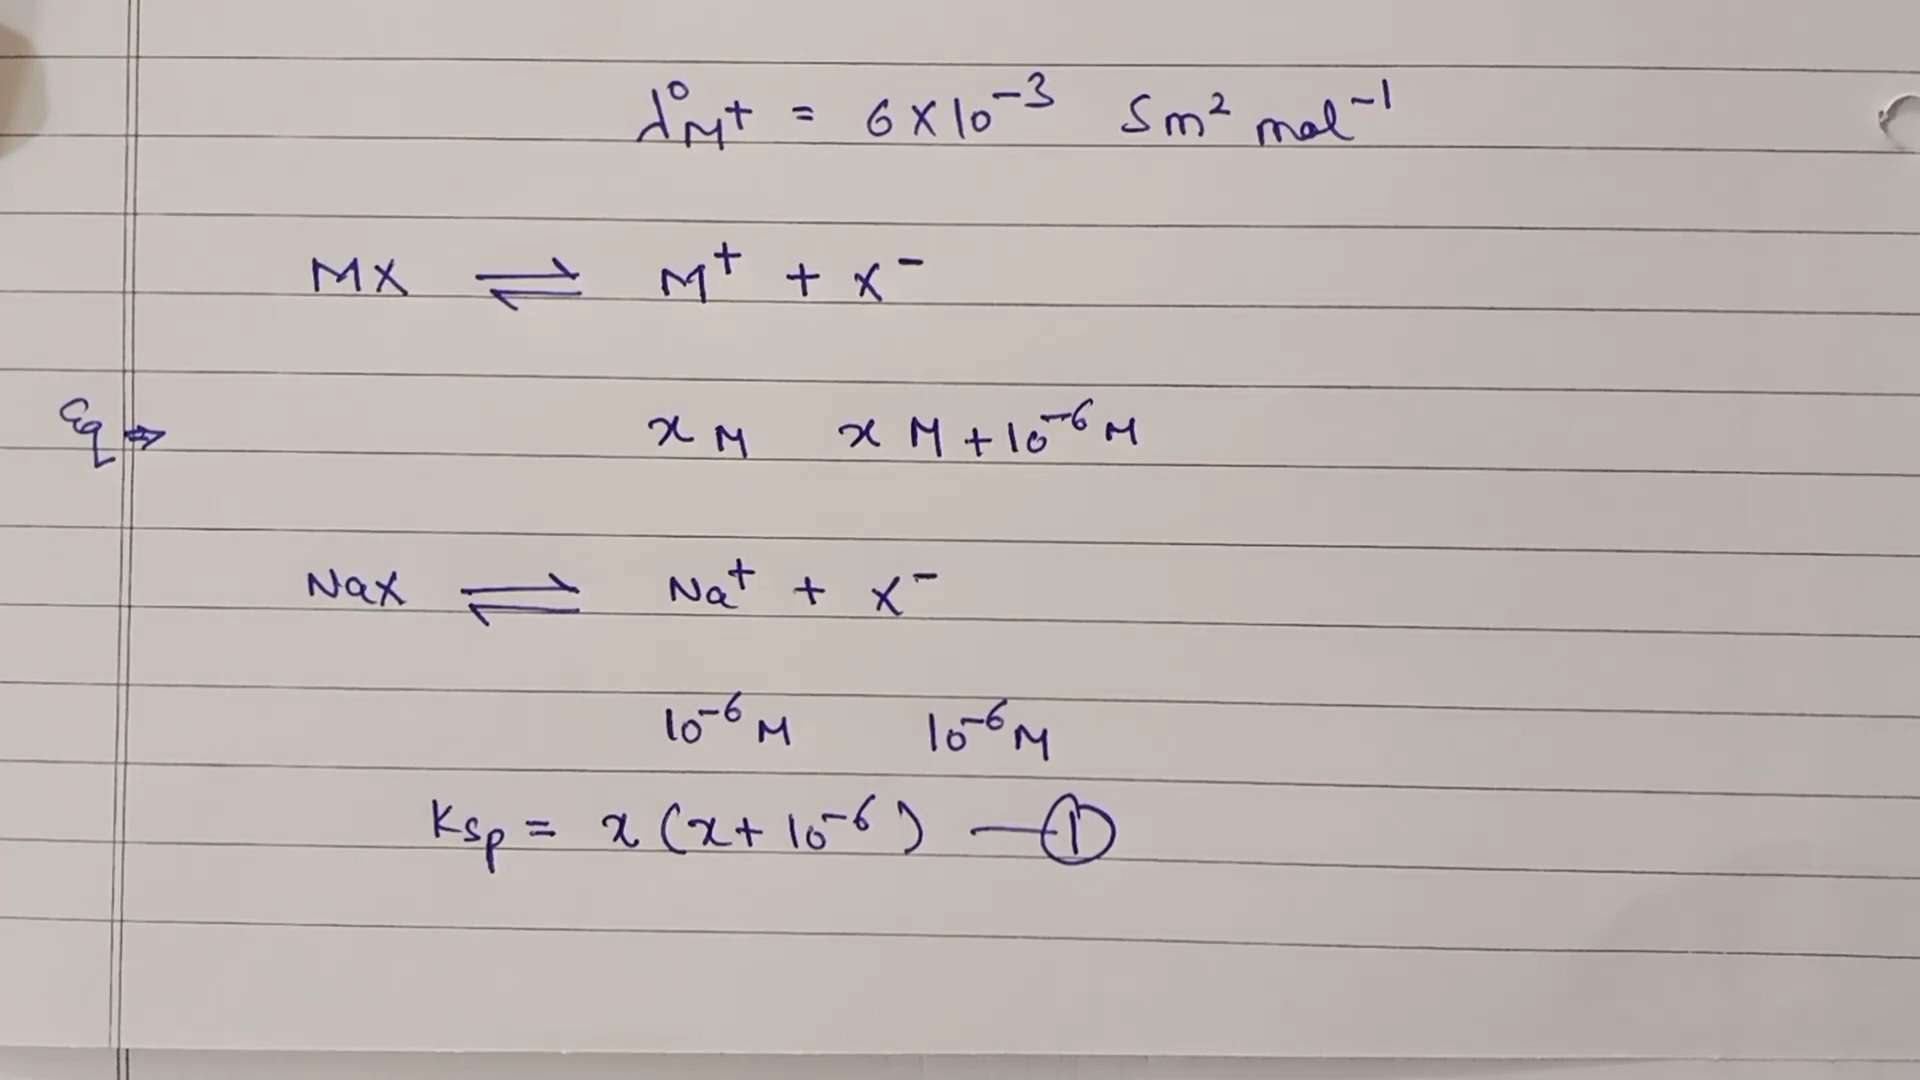 λ°M⁺ = 6 X 10⁻³ Sm² mol⁻¹
MX ⇌ M⁺ + X⁻
Eq → x M x M + 10⁻⁶ M
NaX ⇌ Na⁺ + X⁻
10⁻⁶ M 10⁻⁶ M
Ksp = x (x + 10⁻⁶) — ①